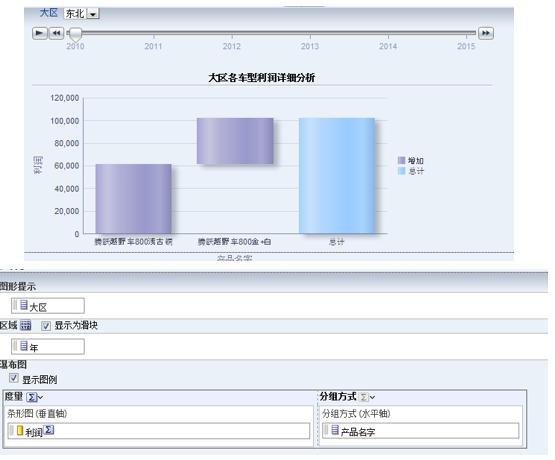 大区 东北
2010 2011 2012 2013 2014 2015
大区各车型利润详细分析
利润
120,000
100,000
80,000
60,000
40,000
20,000
0
腾跃越野车800浅古铜 腾跃越野车800金+白 总计
增加
总计
产品名字
图形提示
大区
区域 显示为滑块
年
瀑布图
显示图例
度量 分组方式
条形图(垂直轴) 分组方式(水平轴)
利润 产品名字